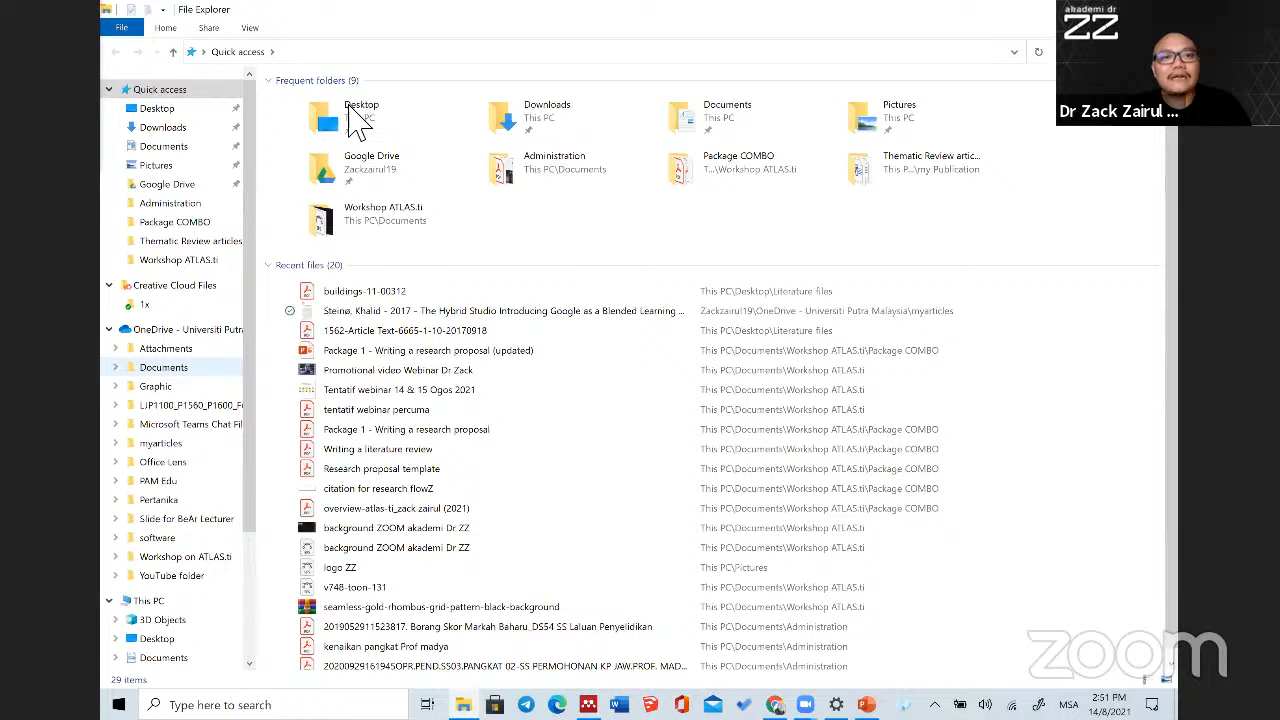 File Explorer
File Home Share View
Quick access
Quick access
Desktop
Downloads
Documents
Pictures
Google Drive
Administration
Package COMBO
Thematic Review articles
Workshop ATLAS.ti
Creative Cloud Files
1x
OneDrive - Universiti Putra
Attachments
Documents
Graphic
Microsoft Teams Chat Fil
myarticles
Office Lens
PAM Edu
Pertanika
Slide for BeAr Lecturer
software
Workshop on ATLAS.ti
YouTube folder
This PC
3D Objects
Desktop
Documents
Frequent folders (9)
Desktop
Downloads
This PC
Documents
This PC
Pictures
This PC
Google Drive
Zackzairul19
Administration
This PC\Documents
Package COMBO
T...\Workshop ATLAS.ti
Thematic Review artic...
This P...\my Publication
Workshop ATLAS.ti
This PC\Documents
Recent files (20)
buildings-11-00312 This PC\Desktop\Literature files
Steinø, Khalid - 2017 - The Hybrid Studio Introducing Google as a Blended Learning ... Zackzairul19\OneDrive - Universiti Putra Malaysia\myarticles
1562-Article Text-6665-1-10-20170918 This PC\Desktop\Literature files
Package 1 - Writing a research proposal (updated) This PC\Documents\Workshop ATLAS.ti\Package COMBO
Promotional video Webinar Dr Zack This PC\Documents\Workshop ATLAS.ti
Tentatif webinar 14 & 15 Ogos 2021 This PC\Documents\Workshop ATLAS.ti
tentatif webinar percuma This PC\Documents\Workshop ATLAS.ti
Package 1 - Writing a research proposal This PC\Documents\Workshop ATLAS.ti\Package COMBO
Writing a literature review This PC\Documents\Workshop ATLAS.ti\Package COMBO
Research proposal template This PC\Documents\Workshop ATLAS.ti\Package COMBO
citation for research flowZ This PC\Documents\Workshop ATLAS.ti\Package COMBO
overview-atlas-ti_zack zairul (2021) This PC\Documents\Workshop ATLAS.ti\Package COMBO
background ZOOM akademi Dr ZZ This PC\Documents\Workshop ATLAS.ti
background ZOOM akademi Dr ZZ This PC\Documents\Workshop ATLAS.ti
logo ZZ This PC\Pictures
v748-toon-131 This PC\Documents\Workshop ATLAS.ti
seamless-gold-rhombus-grid-pattern-black-background This PC\Documents\Workshop ATLAS.ti
2019052911523817. Borang Skor Markah Baharu_DS54 SS Laluan Penyelidikan This PC\Documents\Administration
kenaikan pangkat Prof madya This PC\Documents\Administration
This PC\Documents\Administration
29 items
Type here to search
MSA
2:51 PM
14/8/2021
akademi dr
ZZ
Dr Zack Zairul ...
zoom